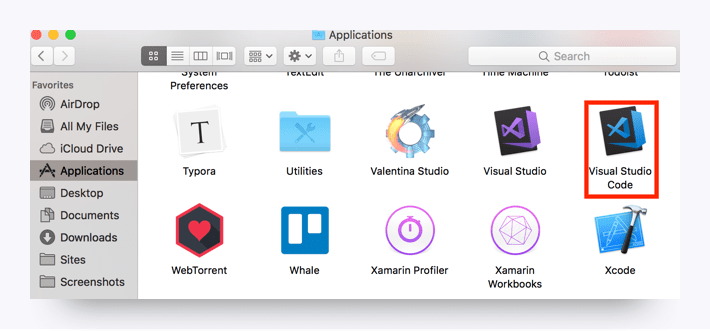 Applications
Search
Favorites
AirDrop
All My Files
iCloud Drive
Applications
Desktop
Documents
Downloads
Sites
Screenshots
System
Preferences
TextEdit
The Unarchiver
Time Machine
Todoist
T
Typora
Utilities
Valentina Studio
Visual Studio
Visual Studio
Code
WebTorrent
Whale
Xamarin Profiler
Xamarin
Workbooks
Xcode